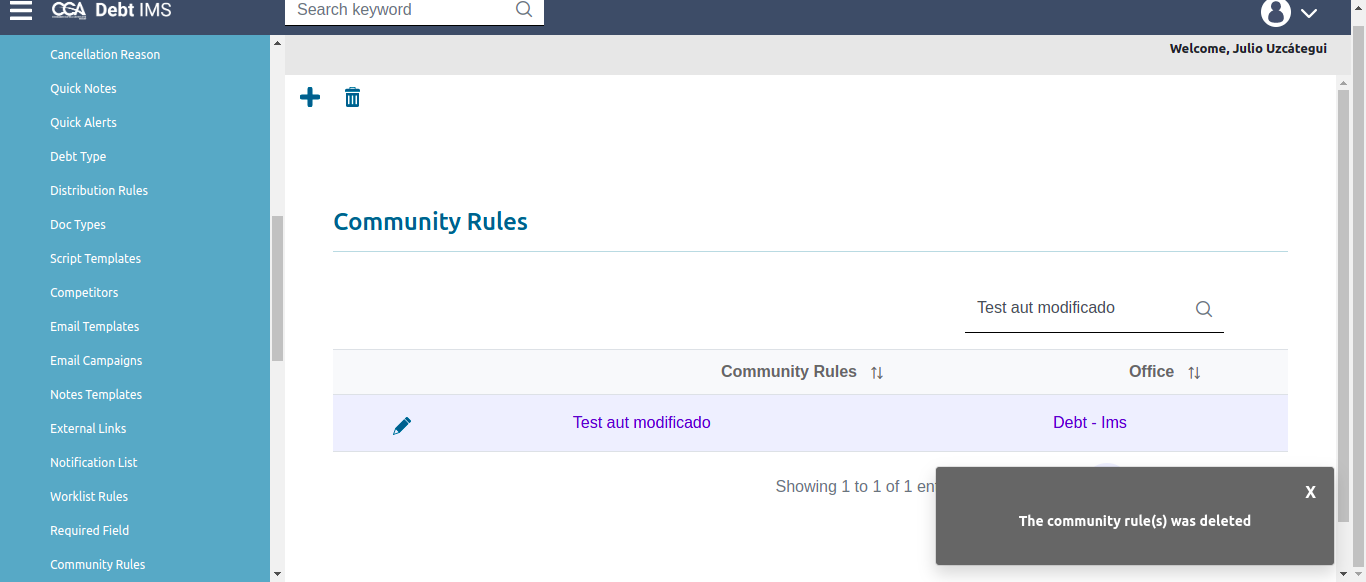 CGA Debt IMS
Search keyword
Welcome, Julio Uzcátegui
Cancellation Reason
Quick Notes
Quick Alerts
Debt Type
Distribution Rules
Doc Types
Script Templates
Competitors
Email Templates
Email Campaigns
Notes Templates
External Links
Notification List
Worklist Rules
Required Field
Community Rules
Community Rules
Test aut modificado
Community Rules Office
Test aut modificado Debt - Ims
Showing 1 to 1 of 1 en
X
The community rule(s) was deleted